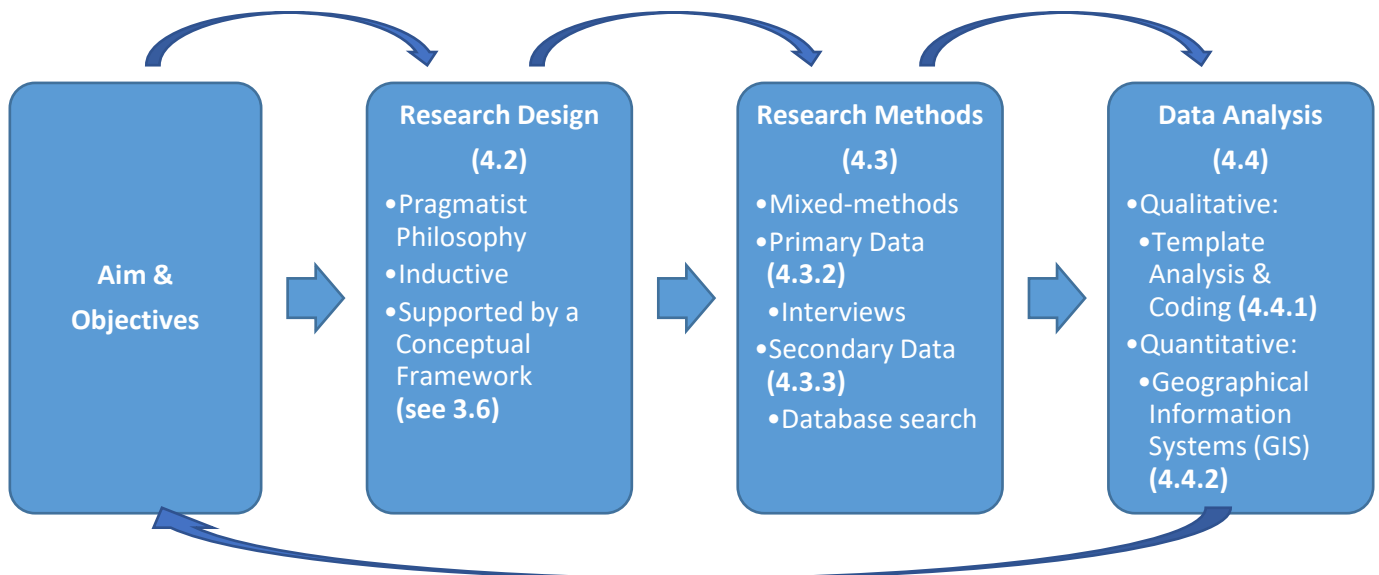 Aim &
Objectives
Research Design
(4.2)
•Pragmatist
Philosophy
•Inductive
•Supported by a
Conceptual
Framework
(see 3.6)
Research Methods
(4.3)
•Mixed-methods
•Primary Data
(4.3.2)
•Interviews
•Secondary Data
(4.3.3)
•Database search
Data Analysis
(4.4)
•Qualitative:
•Template
Analysis &
Coding (4.4.1)
•Quantitative:
•Geographical
Information
Systems (GIS)
(4.4.2)